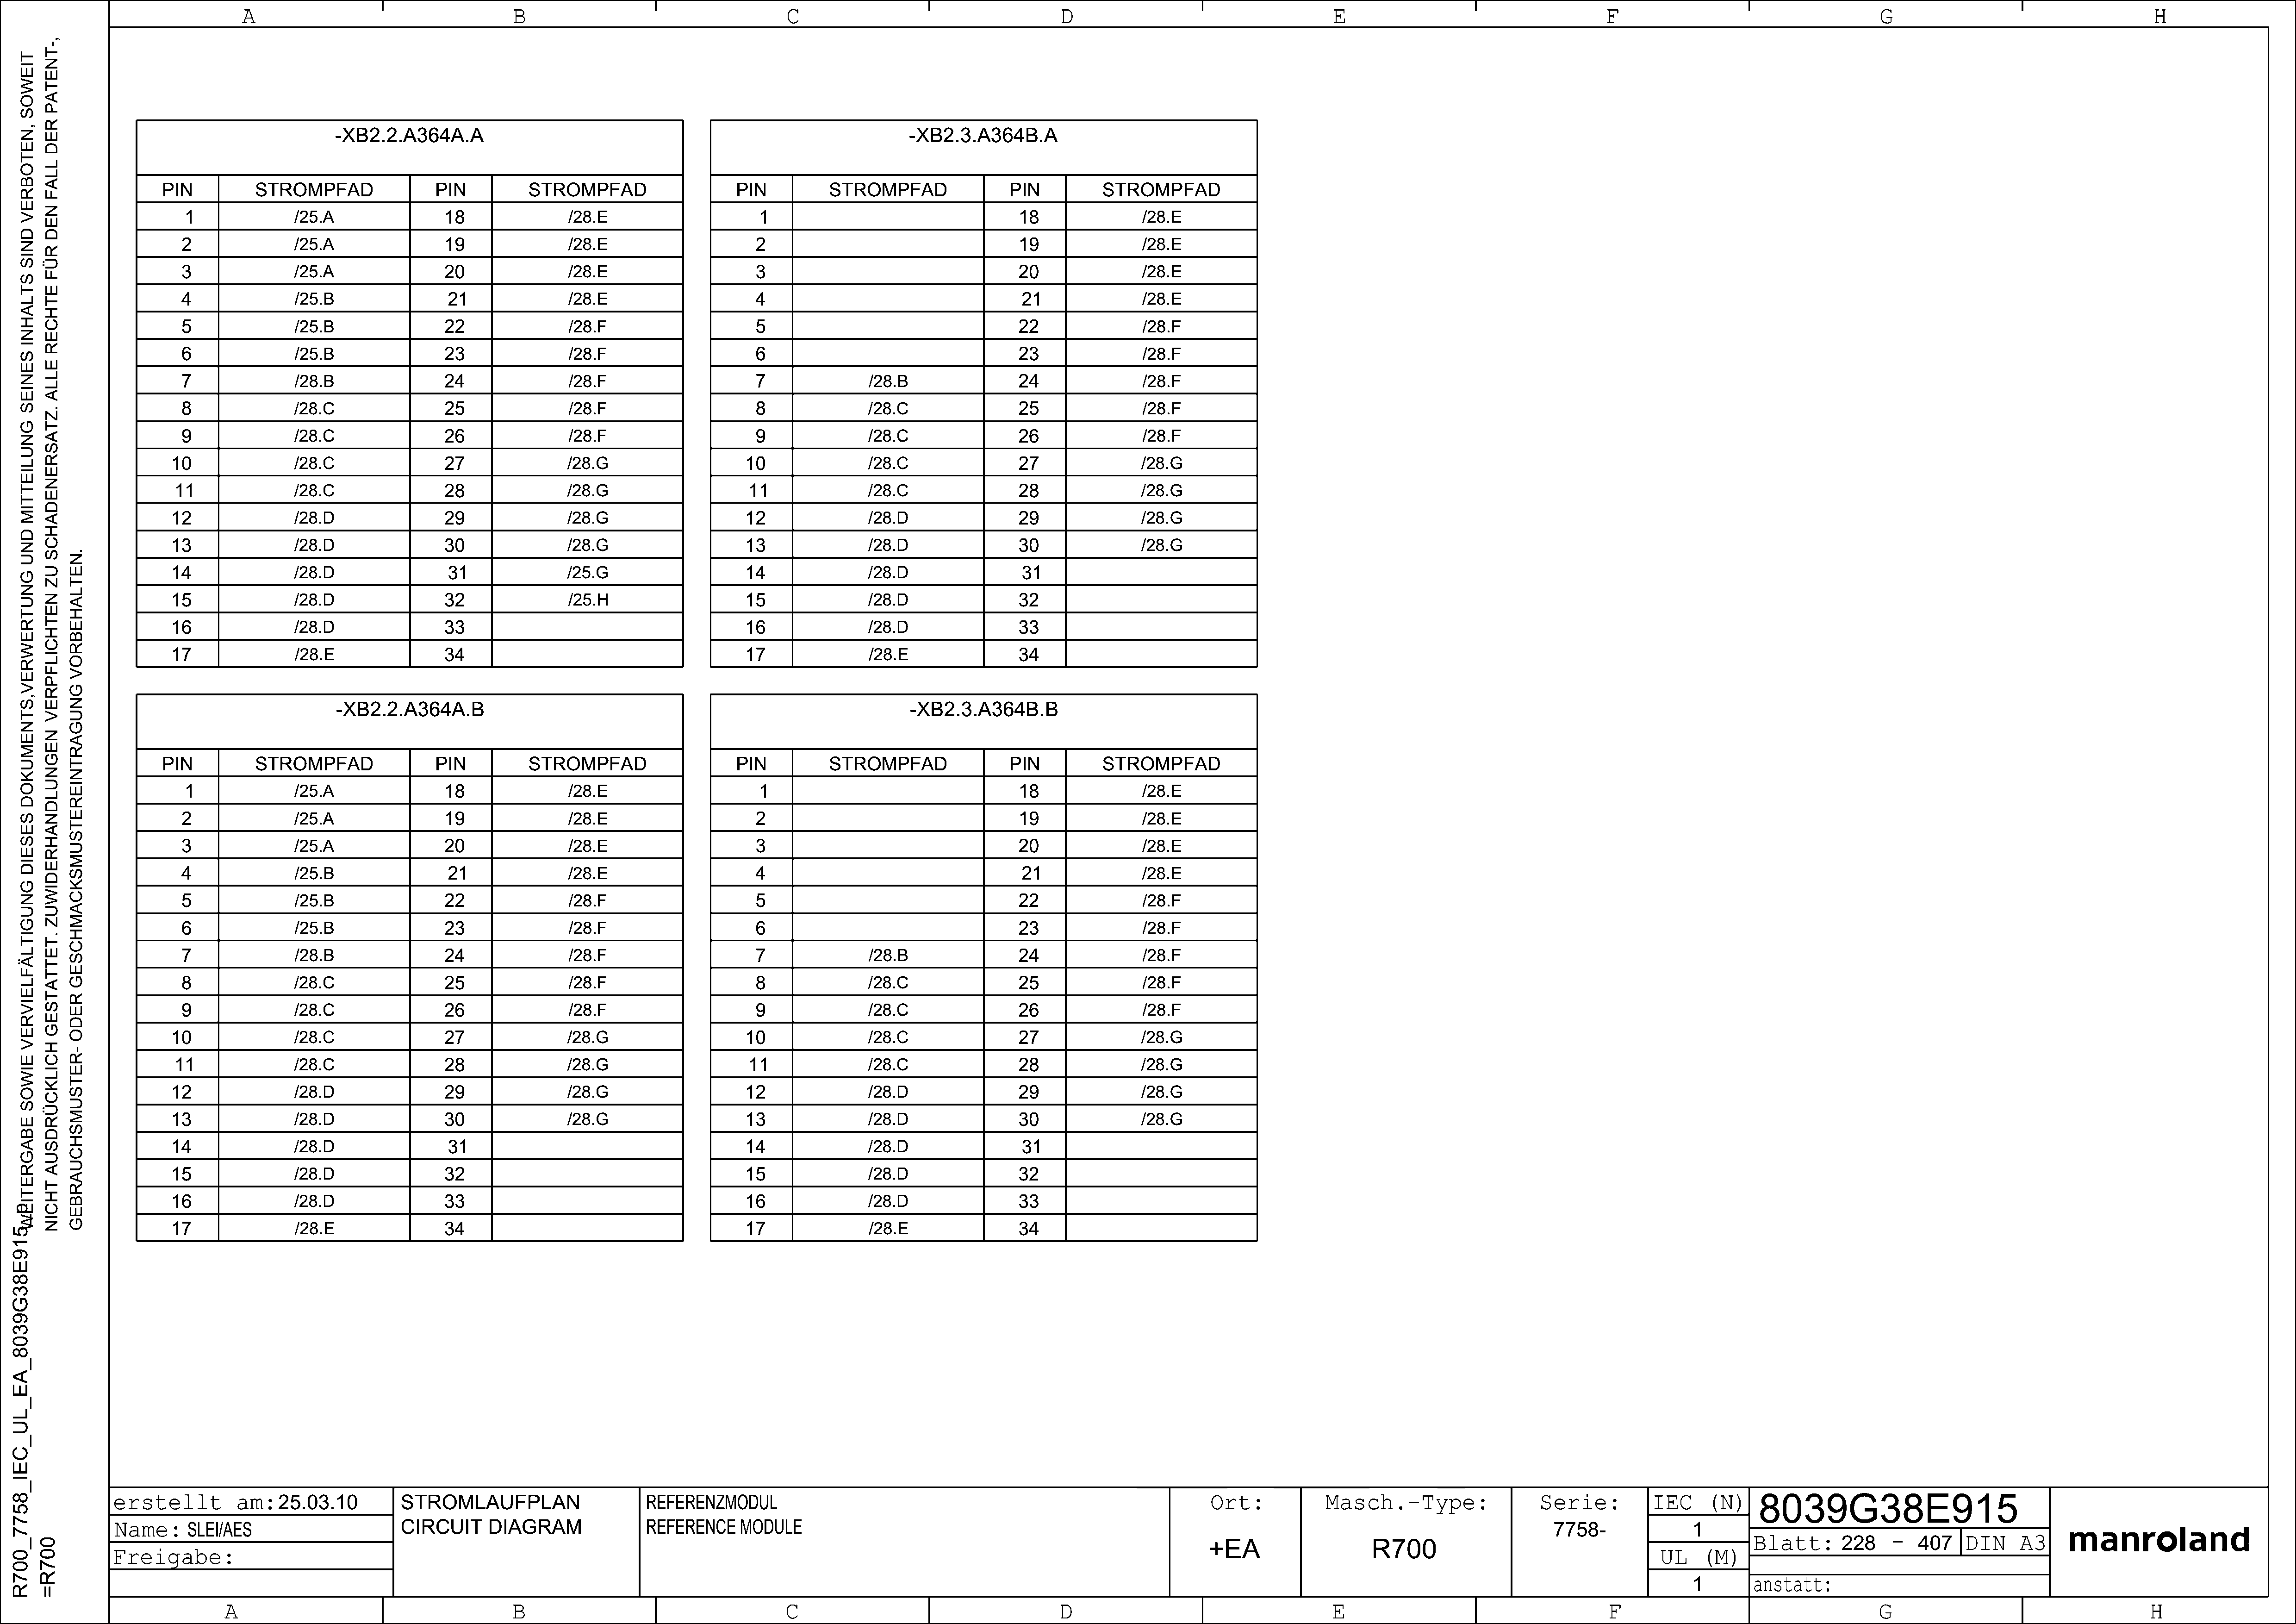 A B C D E F G H
WEITERGABE SOWIE VERVIELFÄLTIGUNG DIESES DOKUMENTS,VERWERTUNG UND MITTEILUNG SEINES INHALTS SIND VERBOTEN, SOWEIT
NICHT AUSDRÜCKLICH GESTATTET. ZUWIDERHANDLUNGEN VERPFLICHTEN ZU SCHADENERSATZ. ALLE RECHTE FÜR DEN FALL DER PATENT-,
GEBRAUCHSMUSTER- ODER GESCHMACKSMUSTEREINTRAGUNG VORBEHALTEN.
R700_7758_IEC_UL_EA_8039G38E915_D
=R700
-XB2.2.A364A.A
PIN STROMPFAD PIN STROMPFAD
1 /25.A 18 /28.E
2 /25.A 19 /28.E
3 /25.A 20 /28.E
4 /25.B 21 /28.E
5 /25.B 22 /28.F
6 /25.B 23 /28.F
7 /28.B 24 /28.F
8 /28.C 25 /28.F
9 /28.C 26 /28.F
10 /28.C 27 /28.G
11 /28.C 28 /28.G
12 /28.D 29 /28.G
13 /28.D 30 /28.G
14 /28.D 31 /25.G
15 /28.D 32 /25.H
16 /28.D 33
17 /28.E 34
-XB2.3.A364B.A
PIN STROMPFAD PIN STROMPFAD
1 18 /28.E
2 19 /28.E
3 20 /28.E
4 21 /28.E
5 22 /28.F
6 23 /28.F
7 /28.B 24 /28.F
8 /28.C 25 /28.F
9 /28.C 26 /28.F
10 /28.C 27 /28.G
11 /28.C 28 /28.G
12 /28.D 29 /28.G
13 /28.D 30 /28.G
14 /28.D 31
15 /28.D 32
16 /28.D 33
17 /28.E 34
-XB2.2.A364A.B
PIN STROMPFAD PIN STROMPFAD
1 /25.A 18 /28.E
2 /25.A 19 /28.E
3 /25.A 20 /28.E
4 /25.B 21 /28.E
5 /25.B 22 /28.F
6 /25.B 23 /28.F
7 /28.B 24 /28.F
8 /28.C 25 /28.F
9 /28.C 26 /28.F
10 /28.C 27 /28.G
11 /28.C 28 /28.G
12 /28.D 29 /28.G
13 /28.D 30 /28.G
14 /28.D 31
15 /28.D 32
16 /28.D 33
17 /28.E 34
-XB2.3.A364B.B
PIN STROMPFAD PIN STROMPFAD
1 18 /28.E
2 19 /28.E
3 20 /28.E
4 21 /28.E
5 22 /28.F
6 23 /28.F
7 /28.B 24 /28.F
8 /28.C 25 /28.F
9 /28.C 26 /28.F
10 /28.C 27 /28.G
11 /28.C 28 /28.G
12 /28.D 29 /28.G
13 /28.D 30 /28.G
14 /28.D 31
15 /28.D 32
16 /28.D 33
17 /28.E 34
erstellt am: 25.03.10
Name: SLEI/AES
Freigabe:
STROMLAUFPLAN
CIRCUIT DIAGRAM
REFERENZMODUL
REFERENCE MODULE
Ort:
+EA
Masch.-Type:
R700
Serie:
7758-
IEC (N)
1
UL (M)
1
8039G38E915
Blatt: 228 - 407 DIN A3
anstatt:
manroland
A B C D E F G H